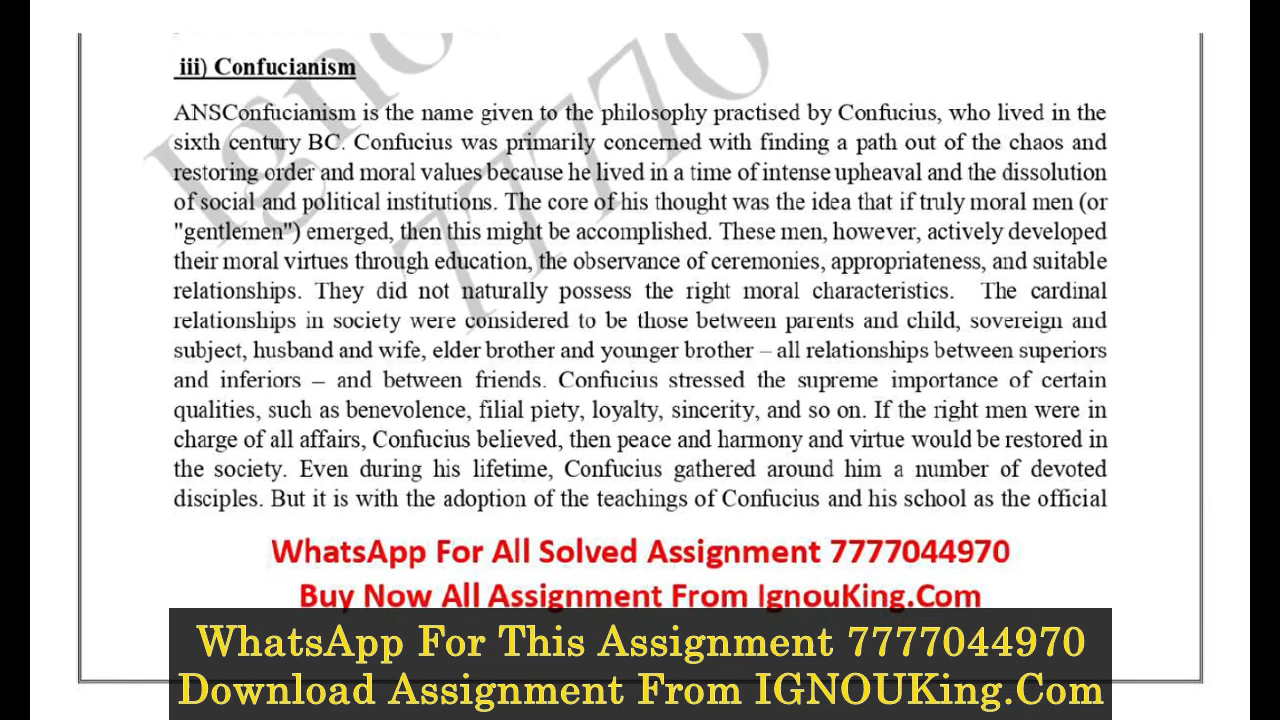 iii) Confucianism
ANSConfucianism is the name given to the philosophy practised by Confucius, who lived in the
sixth century BC. Confucius was primarily concerned with finding a path out of the chaos and
restoring order and moral values because he lived in a time of intense upheaval and the dissolution
of social and political institutions. The core of his thought was the idea that if truly moral men (or
"gentlemen") emerged, then this might be accomplished. These men, however, actively developed
their moral virtues through education, the observance of ceremonies, appropriateness, and suitable
relationships. They did not naturally possess the right moral characteristics. The cardinal
relationships in society were considered to be those between parents and child, sovereign and
subject, husband and wife, elder brother and younger brother – all relationships between superiors
and inferiors – and between friends. Confucius stressed the supreme importance of certain
qualities, such as benevolence, filial piety, loyalty, sincerity, and so on. If the right men were in
charge of all affairs, Confucius believed, then peace and harmony and virtue would be restored in
the society. Even during his lifetime, Confucius gathered around him a number of devoted
disciples. But it is with the adoption of the teachings of Confucius and his school as the official
WhatsApp For All Solved Assignment 7777044970
Buy Now All Assignment From IgnouKing.Com
WhatsApp For This Assignment 7777044970
Download Assignment From IGNOUKing.Com